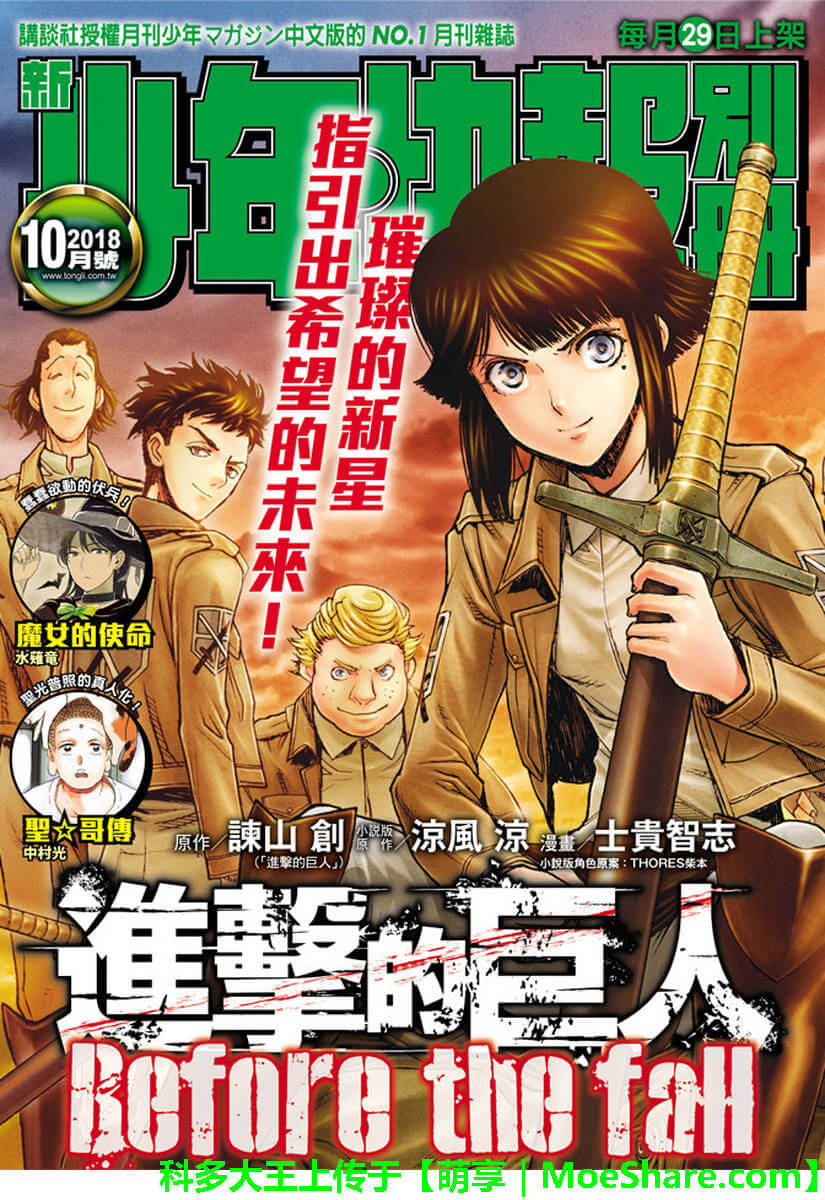 講談社授權月刊少年マガジン中文版的 NO.1 月刊雜誌
每月29日上架
新
少年快報
別冊
10 2018
月號
www.tongli.com.tw
璀璨的新星
指引出希望的未來！
蠢蠢欲動的伏兵！
魔女的使命
水薙竜
聖光普照的真人化！
聖☆哥傳
中村光
原作／諫山 創
（「進擊的巨人」）
小說版
原作／涼風 涼
漫畫／士貴智志
小說版角色原案：THORES柴本
進擊的巨人
Before the fall
科多大王上传于【萌享 | MoeShare.com】